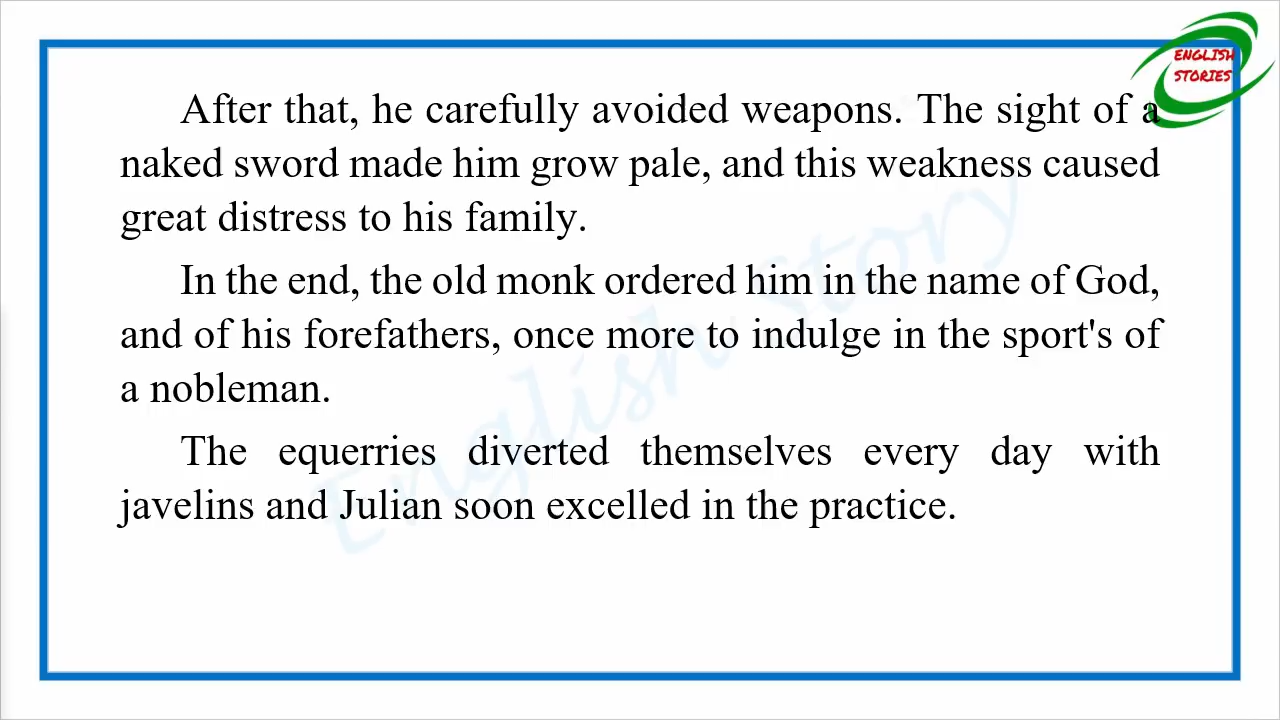 ENGLISH
STORIES
After that, he carefully avoided weapons. The sight of a
naked sword made him grow pale, and this weakness caused
great distress to his family.
In the end, the old monk ordered him in the name of God,
and of his forefathers, once more to indulge in the sport's of
a nobleman.
The equerries diverted themselves every day with
javelins and Julian soon excelled in the practice.
English Story